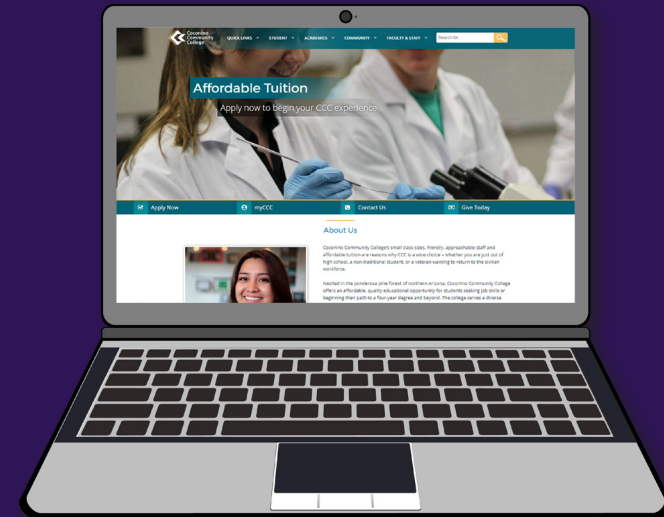 Coconino
Community
College
QUICK LINKS STUDENT ACADEMICS COMMUNITY FACULTY & STAFF Search for...
Affordable Tuition
Apply now to begin your CCC experience
Apply Now myCCC Contact Us Give Today
About Us
Coconino Community College's small class sizes, friendly, approachable staff and
affordable tuition are reasons why CCC is a wise choice – whether you are just out of
high school, a non-traditional student, or a veteran wanting to return to the civilian
workforce.
Nestled in the ponderosa pine forest of northern Arizona, Coconino Community College
offers an affordable, quality educational opportunity for students seeking job skills or
beginning their path to a four-year degree and beyond. The college serves a diverse